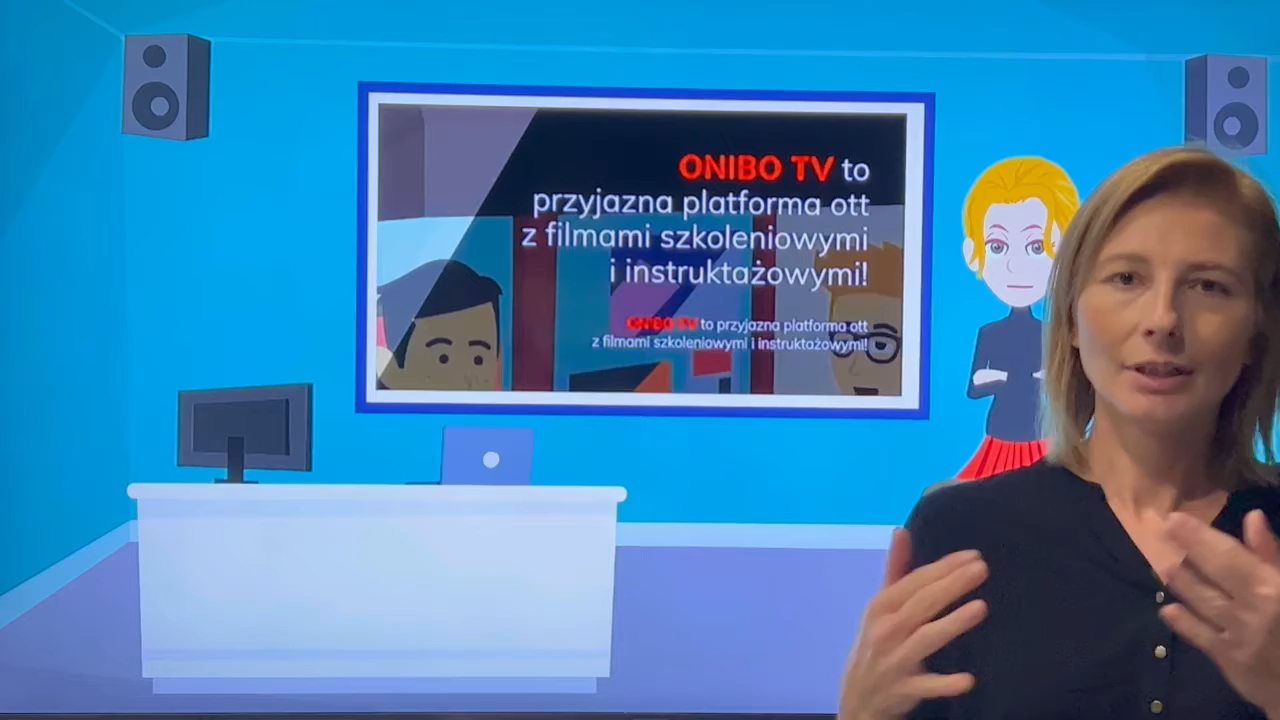 ONIBO TV to
przyjazna platforma ott
z filmami szkoleniowymi
i instruktażowymi!
ONIBO TV to przyjazna platforma ott
z filmami szkoleniowymi i instruktażowymi!